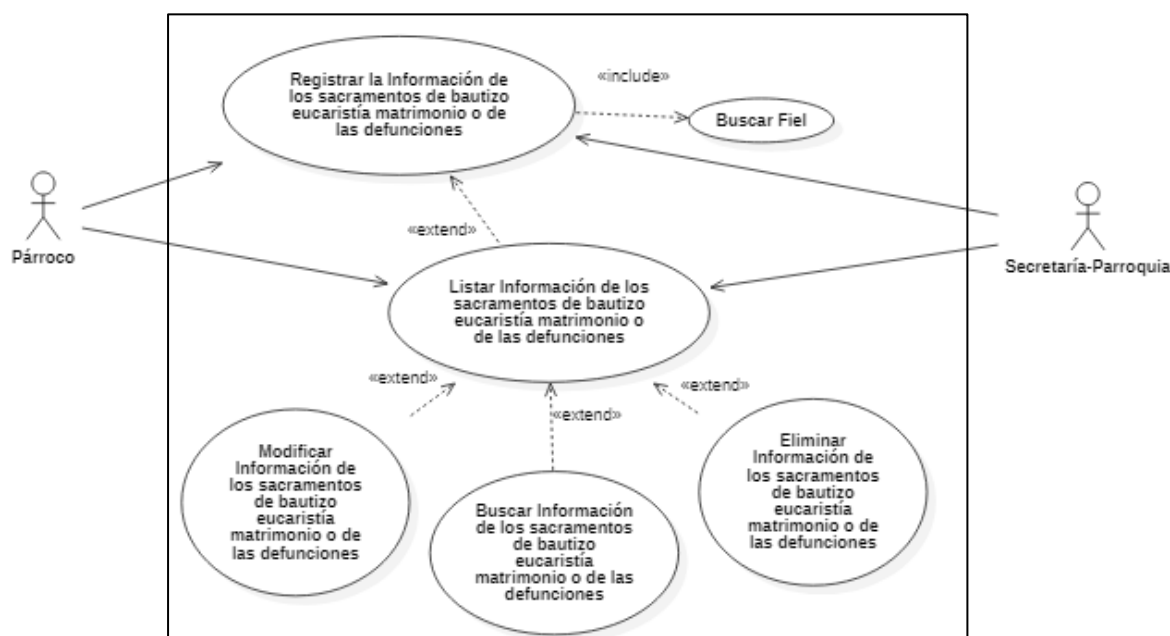 Registrar la Información de
los sacramentos de bautizo
eucaristía matrimonio o de
las defunciones
«include»
Buscar Fiel
Párroco
Secretaría-Parroquia
«extend»
Listar Información de los
sacramentos de bautizo
eucaristía matrimonio o
de las defunciones
«extend»
«extend»
«extend»
Modificar
Información de
los sacramentos
de bautizo
eucaristía
matrimonio o de
las defunciones
Buscar Información
de los sacramentos
de bautizo
eucaristía
matrimonio o de las
defunciones
Eliminar
Información de
los sacramentos
de bautizo
eucaristía
matrimonio o de
las defunciones